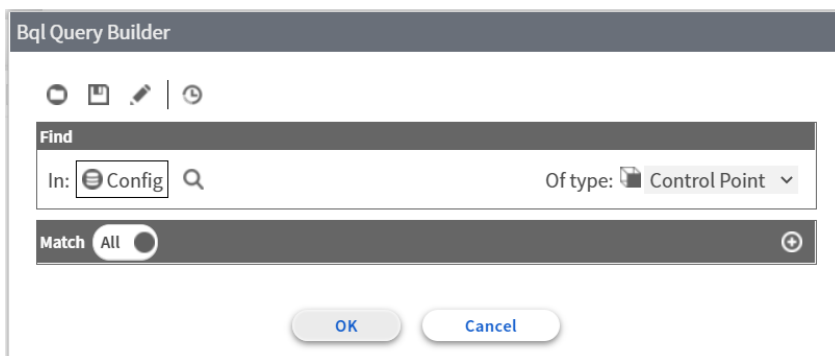 Bql Query Builder
Find
In: Config Of type: Control Point
Match All
OK Cancel